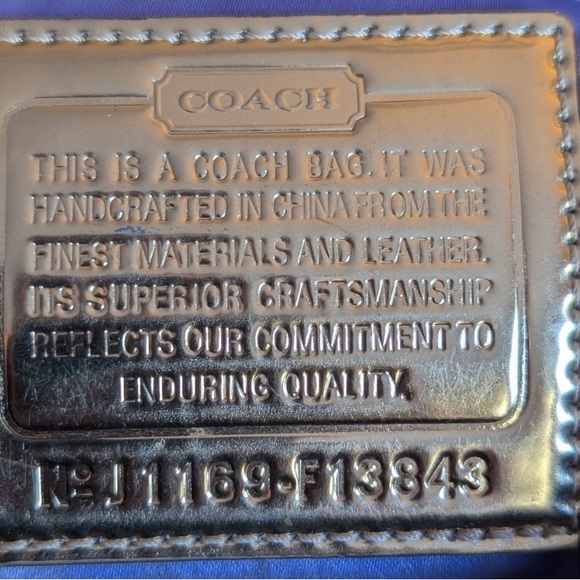 COACH
THIS IS A COACH BAG. IT WAS
HANDCRAFTED IN CHINA FROM THE
FINEST MATERIALS AND LEATHER.
ITS SUPERIOR CRAFTSMANSHIP
REFLECTS OUR COMMITMENT TO
ENDURING QUALITY.
Nº J1169-F13843